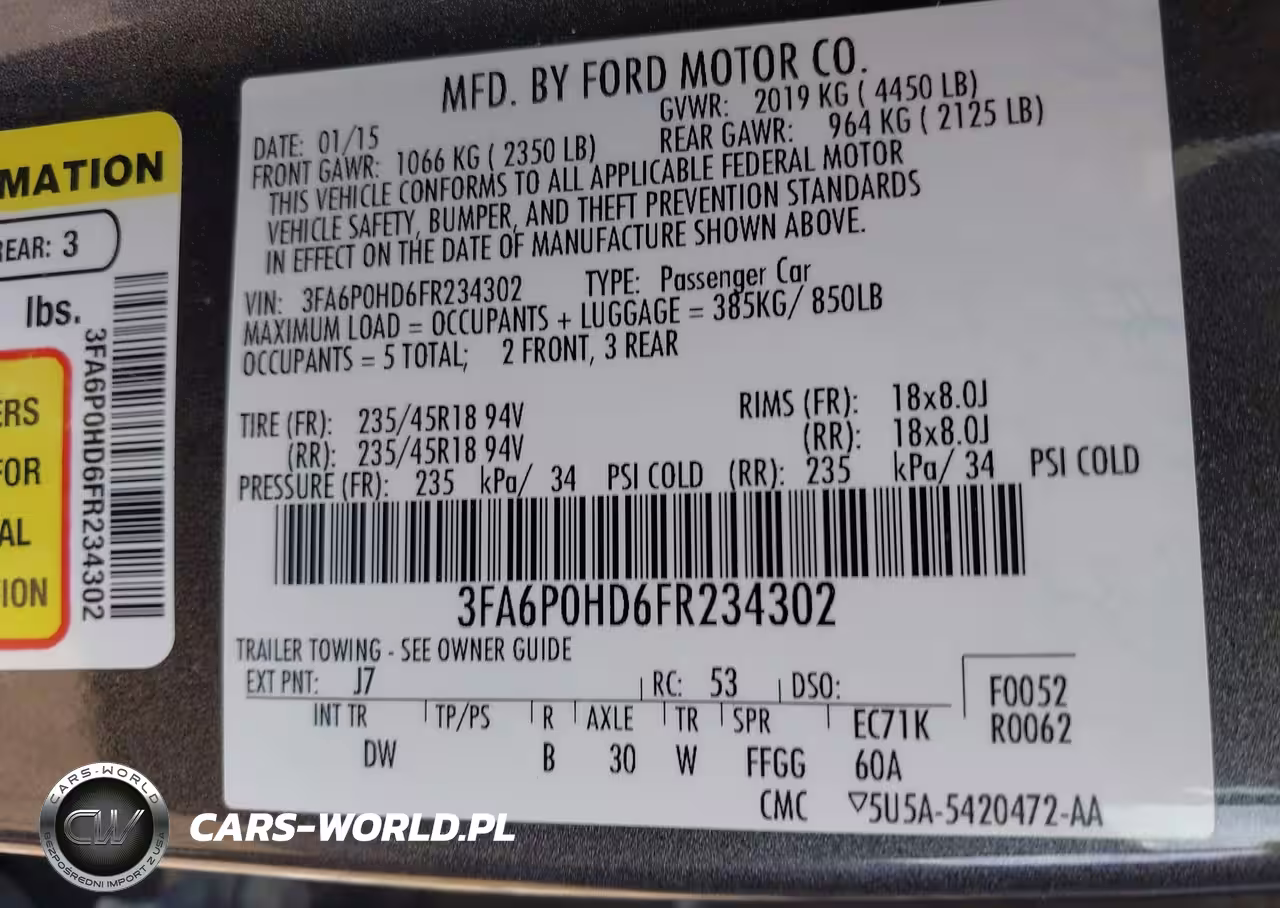 MFD. BY FORD MOTOR CO.
DATE: 01/15 GVWR: 2019 KG ( 4450 LB)
FRONT GAWR: 1066 KG ( 2350 LB) REAR GAWR: 964 KG ( 2125 LB)
THIS VEHICLE CONFORMS TO ALL APPLICABLE FEDERAL MOTOR
VEHICLE SAFETY, BUMPER, AND THEFT PREVENTION STANDARDS
IN EFFECT ON THE DATE OF MANUFACTURE SHOWN ABOVE.
VIN: 3FA6P0HD6FR234302 TYPE: Passenger Car
MAXIMUM LOAD = OCCUPANTS + LUGGAGE = 385KG/ 850LB
OCCUPANTS = 5 TOTAL; 2 FRONT, 3 REAR
TIRE (FR): 235/45R18 94V RIMS (FR): 18x8.0J
(RR): 235/45R18 94V (RR): 18x8.0J
PRESSURE (FR): 235 kPa/ 34 PSI COLD (RR): 235 kPa/ 34 PSI COLD
3FA6P0HD6FR234302
TRAILER TOWING - SEE OWNER GUIDE
EXT PNT: J7 RC: 53 DSO: F0052
INT TR TP/PS R AXLE TR SPR EC71K R0062
DW B 30 W FFGG 60A
CMC ▽5U5A-5420472-AA
MATION
REAR: 3
lbs.
3FA6P0HD6FR234302
ERS
FOR
AL
ION
CARS-WORLD
CW
BEZPOŚREDNI IMPORT Z USA
CARS-WORLD.PL